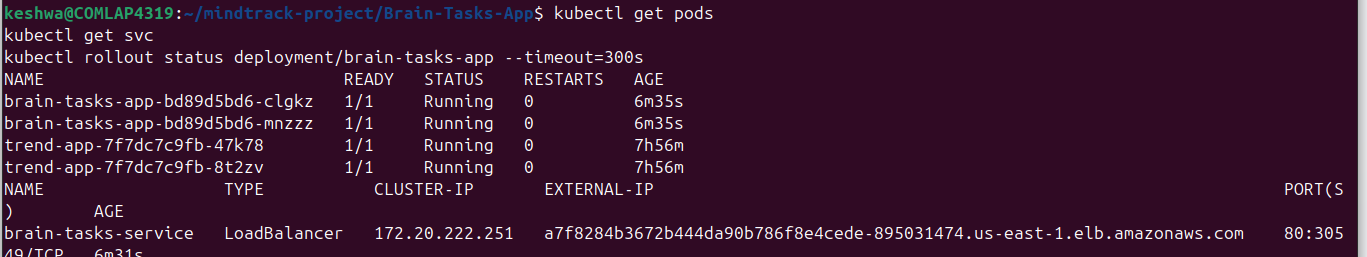 keshwa@COMLAP4319:~/mindtrack-project/Brain-Tasks-App$ kubectl get pods
kubectl get svc
kubectl rollout status deployment/brain-tasks-app --timeout=300s
NAME READY STATUS RESTARTS AGE
brain-tasks-app-bd89d5bd6-clgkz 1/1 Running 0 6m35s
brain-tasks-app-bd89d5bd6-mnzzz 1/1 Running 0 6m35s
trend-app-7f7dc7c9fb-47k78 1/1 Running 0 7h56m
trend-app-7f7dc7c9fb-8t2zv 1/1 Running 0 7h56m
NAME TYPE CLUSTER-IP EXTERNAL-IP PORT(S
) AGE
brain-tasks-service LoadBalancer 172.20.222.251 a7f8284b3672b444da90b786f8e4cede-895031474.us-east-1.elb.amazonaws.com 80:305
49/TCP 6m31s